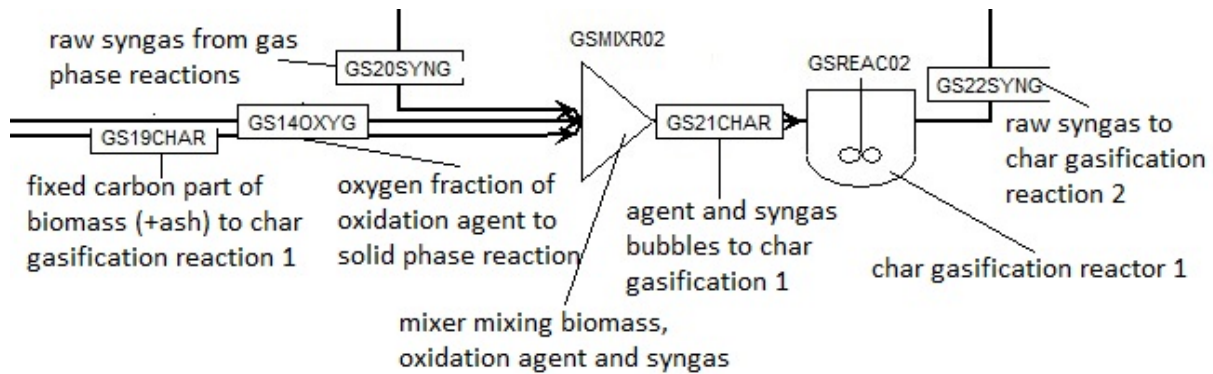 raw syngas from gas
phase reactions
GS20SYNG
GSMIXR02
GSREAC02
GS22SYNG
GS14OXYG
GS19CHAR
GS21CHAR
fixed carbon part of
biomass (+ash) to char
gasification reaction 1
oxygen fraction of
oxidation agent to
solid phase reaction
agent and syngas
bubbles to char
gasification 1
raw syngas to
char gasification
reaction 2
char gasification reactor 1
mixer mixing biomass,
oxidation agent and syngas